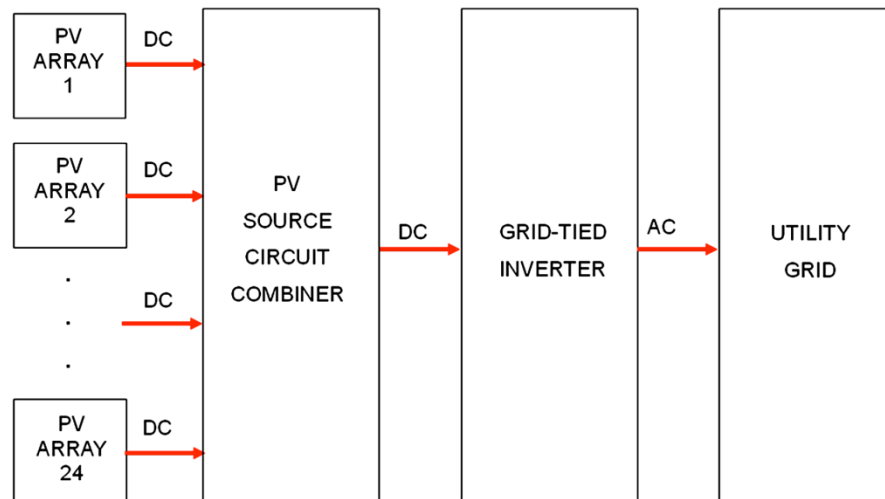 PV
ARRAY
1
DC
PV
ARRAY
2
DC
.
.
.
DC
PV
ARRAY
24
DC
PV
SOURCE
CIRCUIT
COMBINER
DC
GRID-TIED
INVERTER
AC
UTILITY
GRID